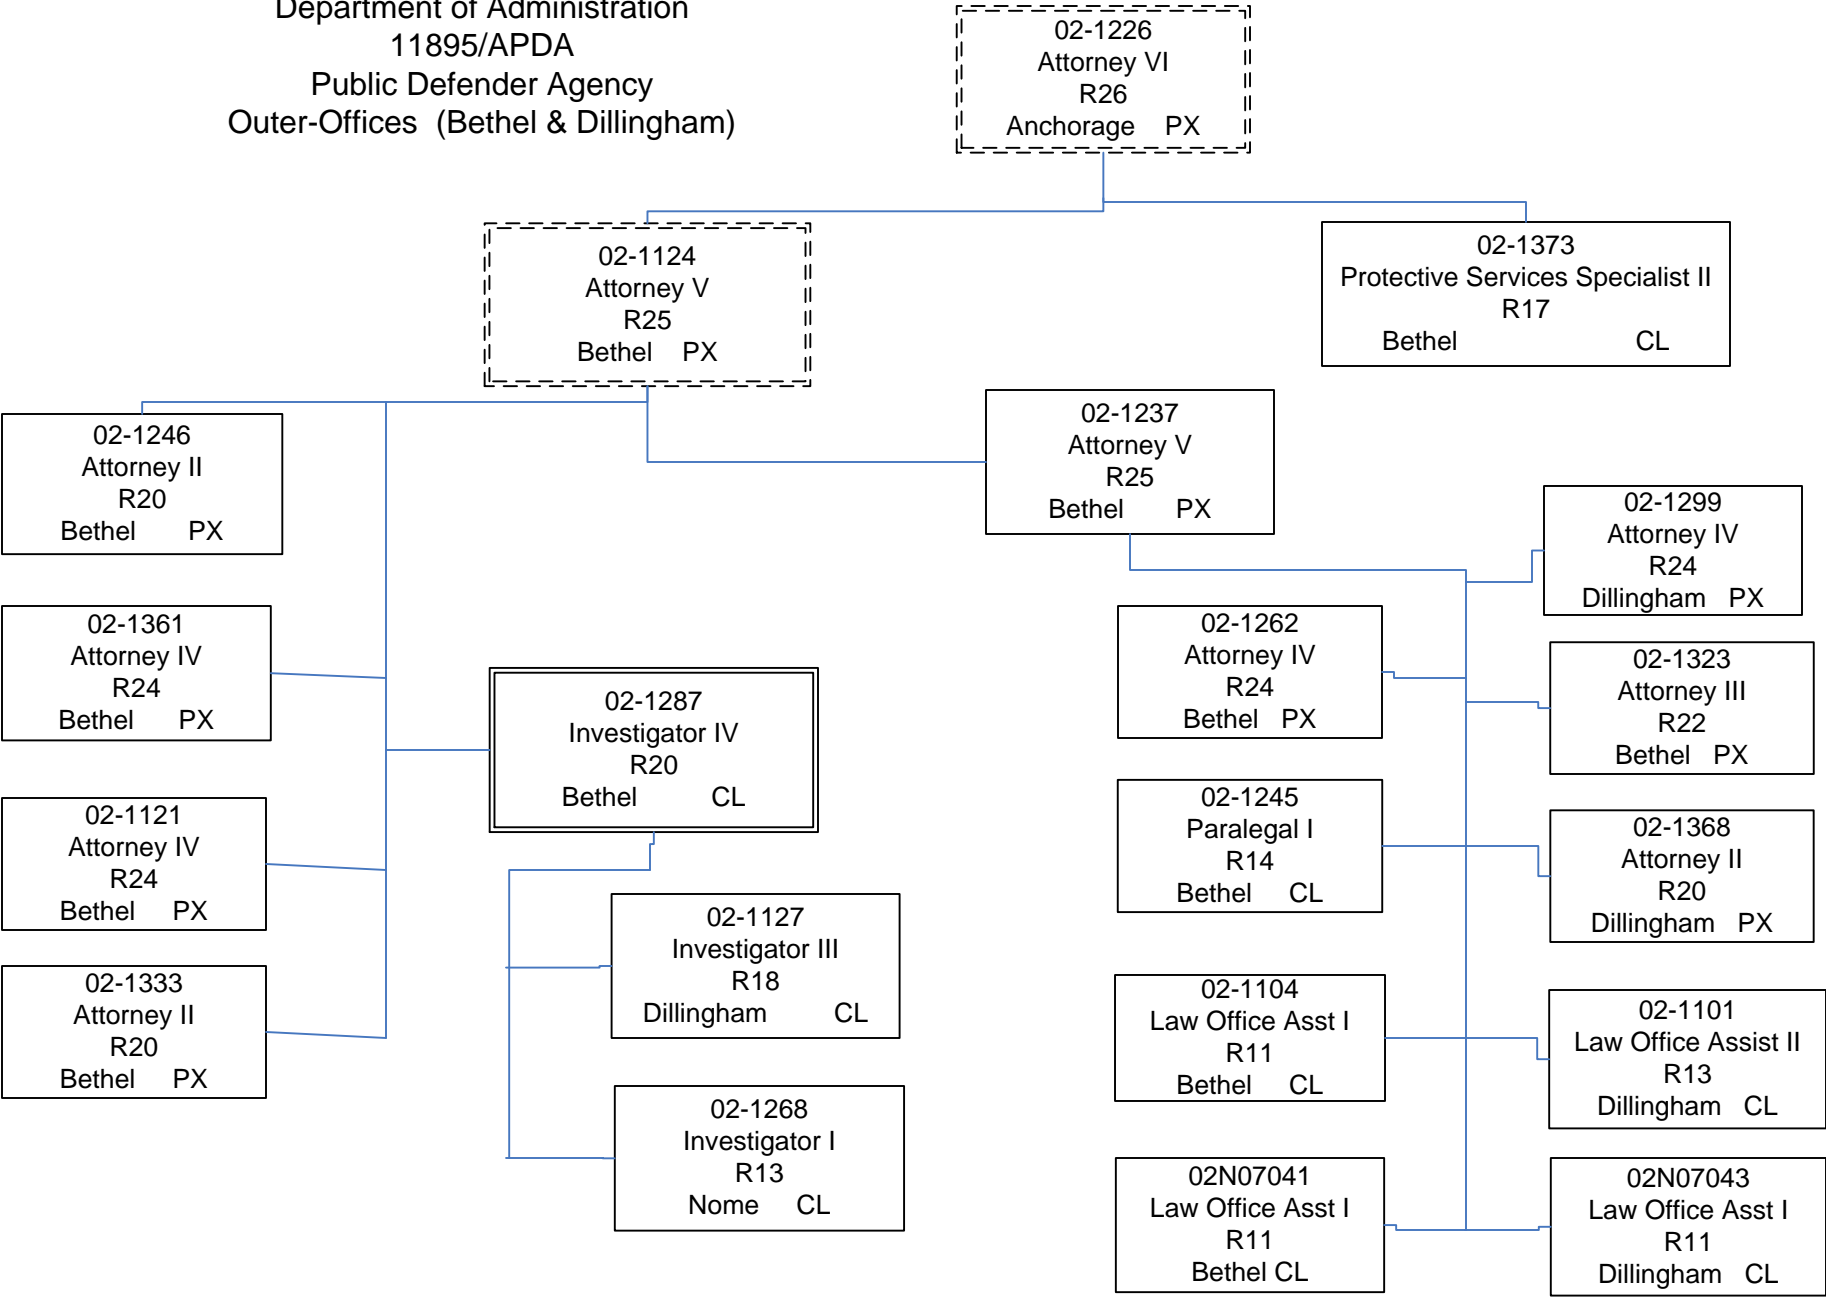 Department of Administration
11895/APDA
Public Defender Agency
Outer-Offices (Bethel & Dillingham)
02-1226
Attorney VI
R26
Anchorage PX
02-1124
Attorney V
R25
Bethel PX
02-1373
Protective Services Specialist II
R17
Bethel CL
02-1246
Attorney II
R20
Bethel PX
02-1237
Attorney V
R25
Bethel PX
02-1299
Attorney IV
R24
Dillingham PX
02-1361
Attorney IV
R24
Bethel PX
02-1287
Investigator IV
R20
Bethel CL
02-1262
Attorney IV
R24
Bethel PX
02-1323
Attorney III
R22
Bethel PX
02-1121
Attorney IV
R24
Bethel PX
02-1245
Paralegal I
R14
Bethel CL
02-1368
Attorney II
R20
Dillingham PX
02-1127
Investigator III
R18
Dillingham CL
02-1333
Attorney II
R20
Bethel PX
02-1104
Law Office Asst I
R11
Bethel CL
02-1101
Law Office Assist II
R13
Dillingham CL
02-1268
Investigator I
R13
Nome CL
02N07041
Law Office Asst I
R11
Bethel CL
02N07043
Law Office Asst I
R11
Dillingham CL